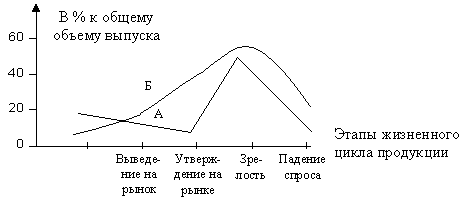 В % к общему
объему выпуска
60
40
20
0
Б
А
Этапы жизненного
цикла продукции
Выведе-
ние на
рынок
Утверж-
дение на
рынке
Зре-
лость
Падение
спроса